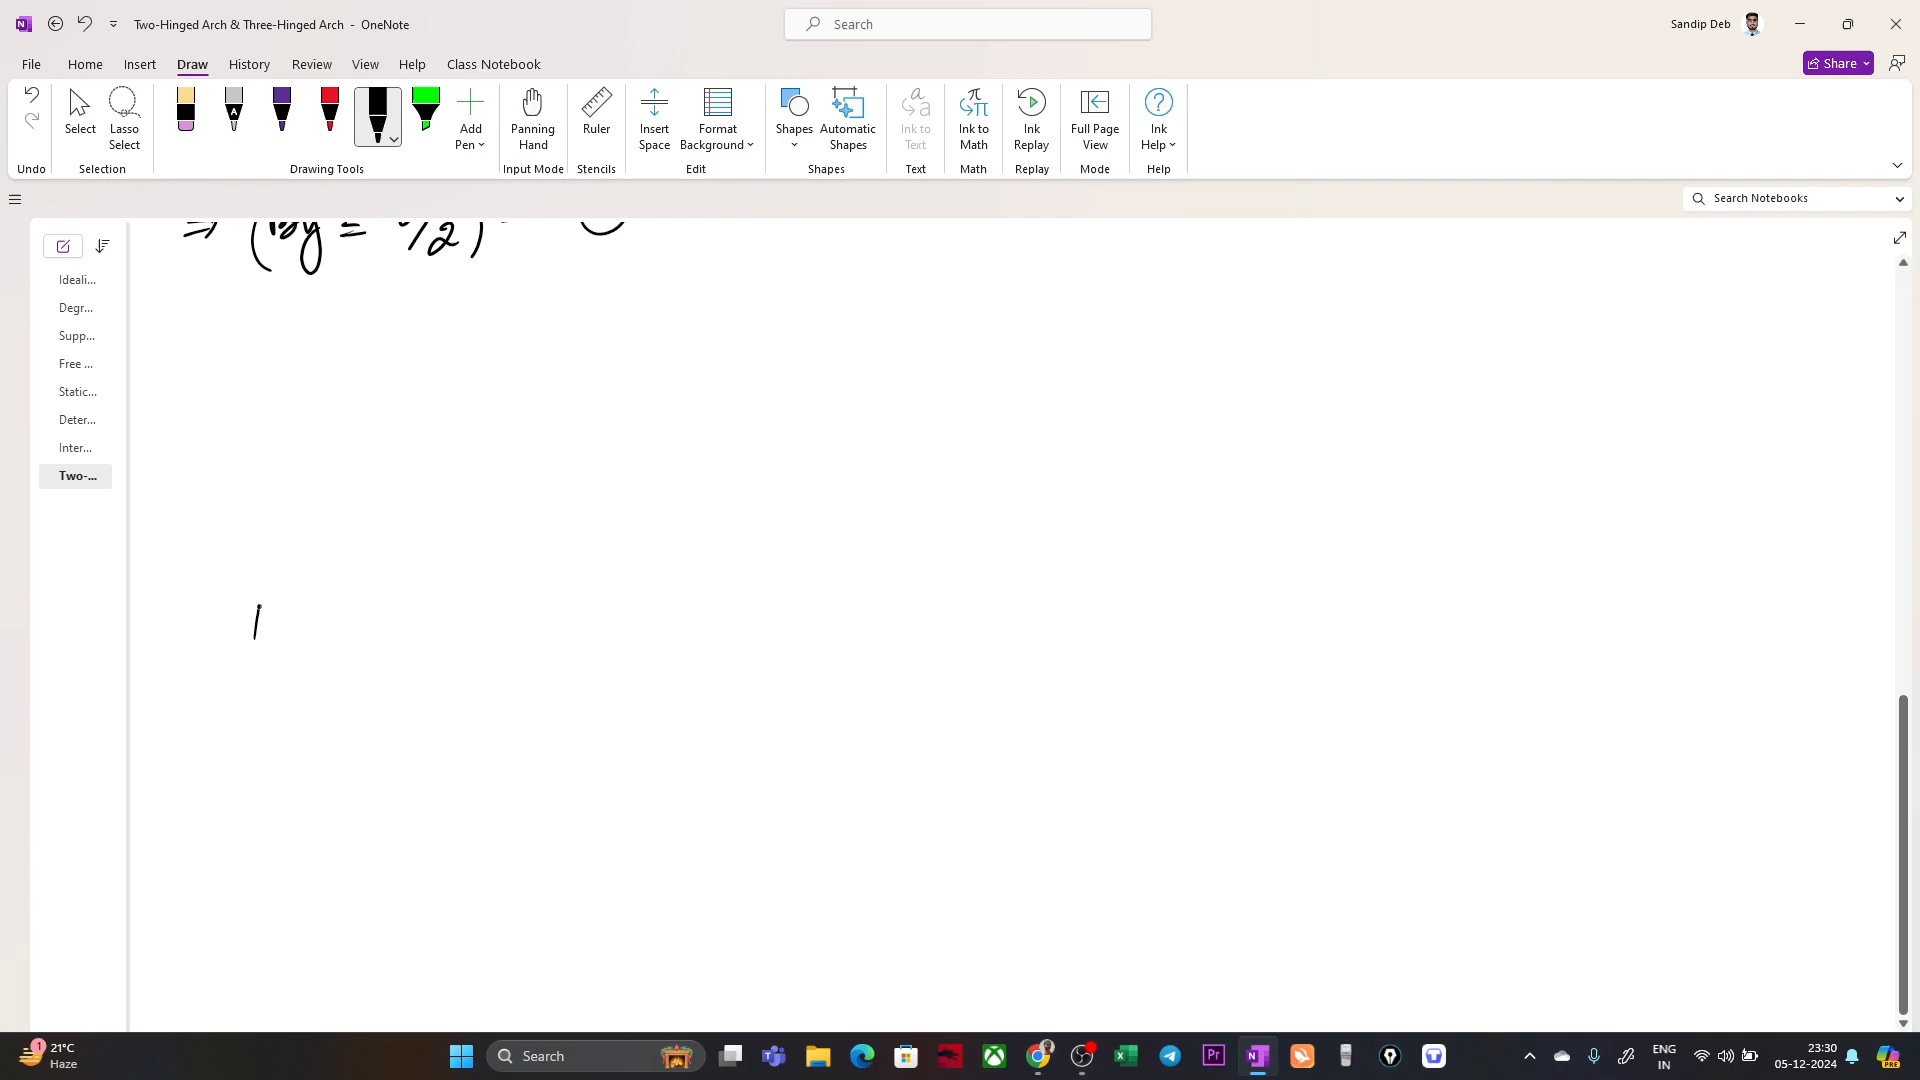 Two-Hinged Arch & Three-Hinged Arch - OneNote
Search
Sandip Deb
File Home Insert Draw History Review View Help Class Notebook
Share
Select
Lasso Select
Add Pen
Panning Hand
Ruler
Insert Space
Format Background
Shapes
Automatic Shapes
Ink to Text
Ink to Math
Ink Replay
Full Page View
Ink Help
Undo Selection Drawing Tools Input Mode Stencils Edit Shapes Text Math Replay Mode Help
Search Notebooks
Ideali...
Degr...
Supp...
Free ...
Static...
Deter...
Inter...
Two-...
⇒ (By = /2)
1
21°C
Haze
Search
ENG
IN
23:30
05-12-2024